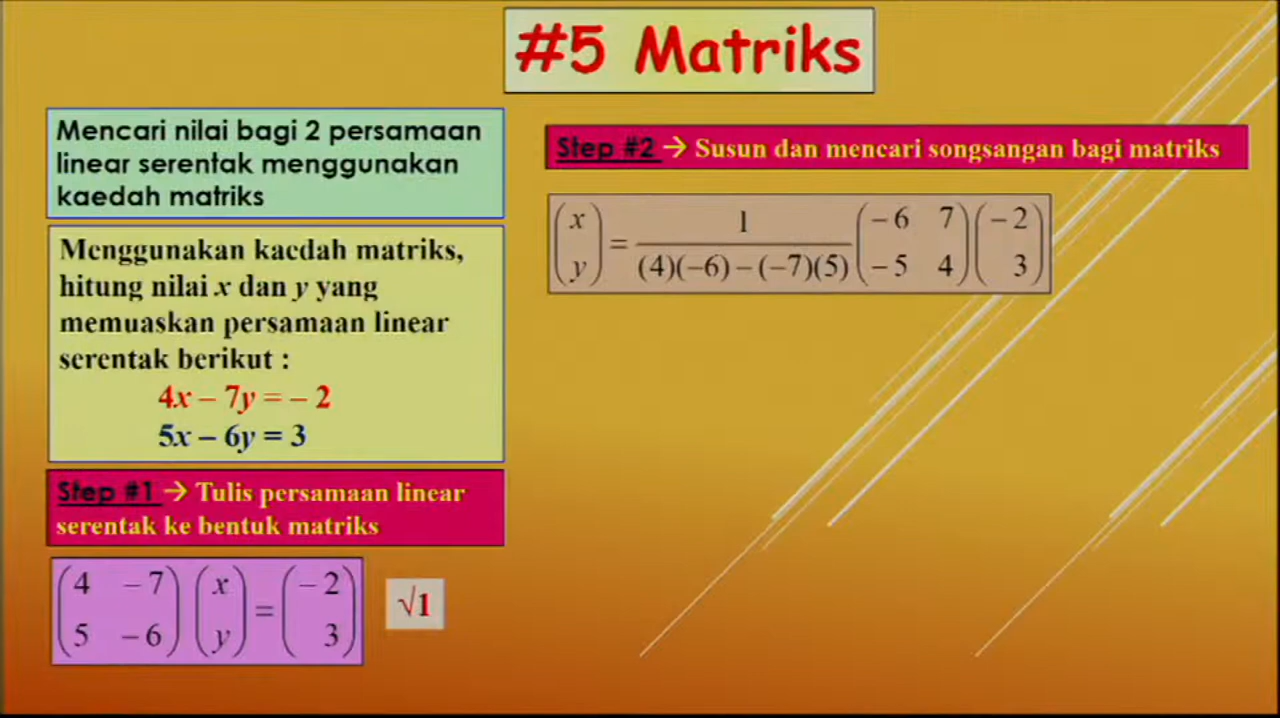 #5 Matriks
Mencari nilai bagi 2 persamaan
linear serentak menggunakan
kaedah matriks
Menggunakan kaedah matriks,
hitung nilai x dan y yang
memuaskan persamaan linear
serentak berikut :
4x – 7y = – 2
5x – 6y = 3
Step #1 → Tulis persamaan linear
serentak ke bentuk matriks
(4 −7) (x) = (−2)
(5 −6) (y) (3)
√1
Step #2 → Susun dan mencari songsangan bagi matriks
(x) = 1 (−6 7) (−2)
(y) (4)(−6) − (−7)(5) (−5 4) (3)